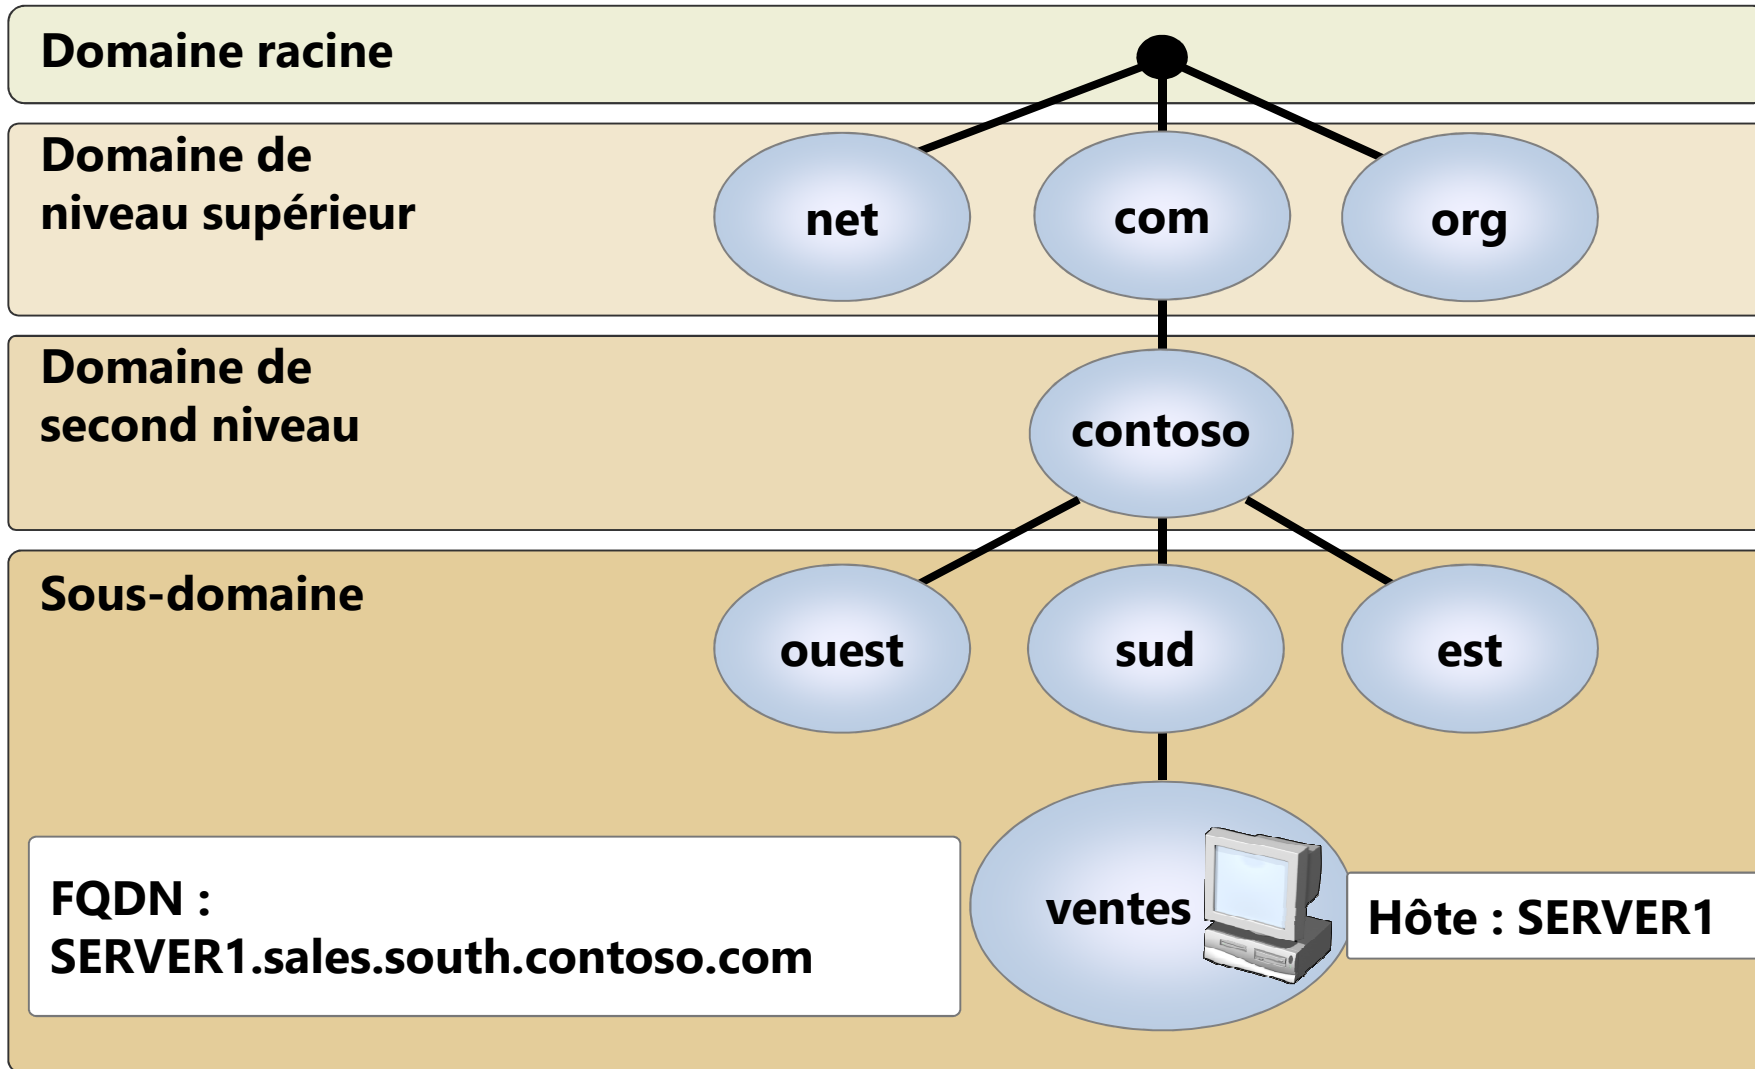 Domaine racine
Domaine de
niveau supérieur
net
com
org
Domaine de
second niveau
contoso
Sous-domaine
ouest
sud
est
FQDN :
SERVER1.sales.south.contoso.com
ventes
Hôte : SERVER1